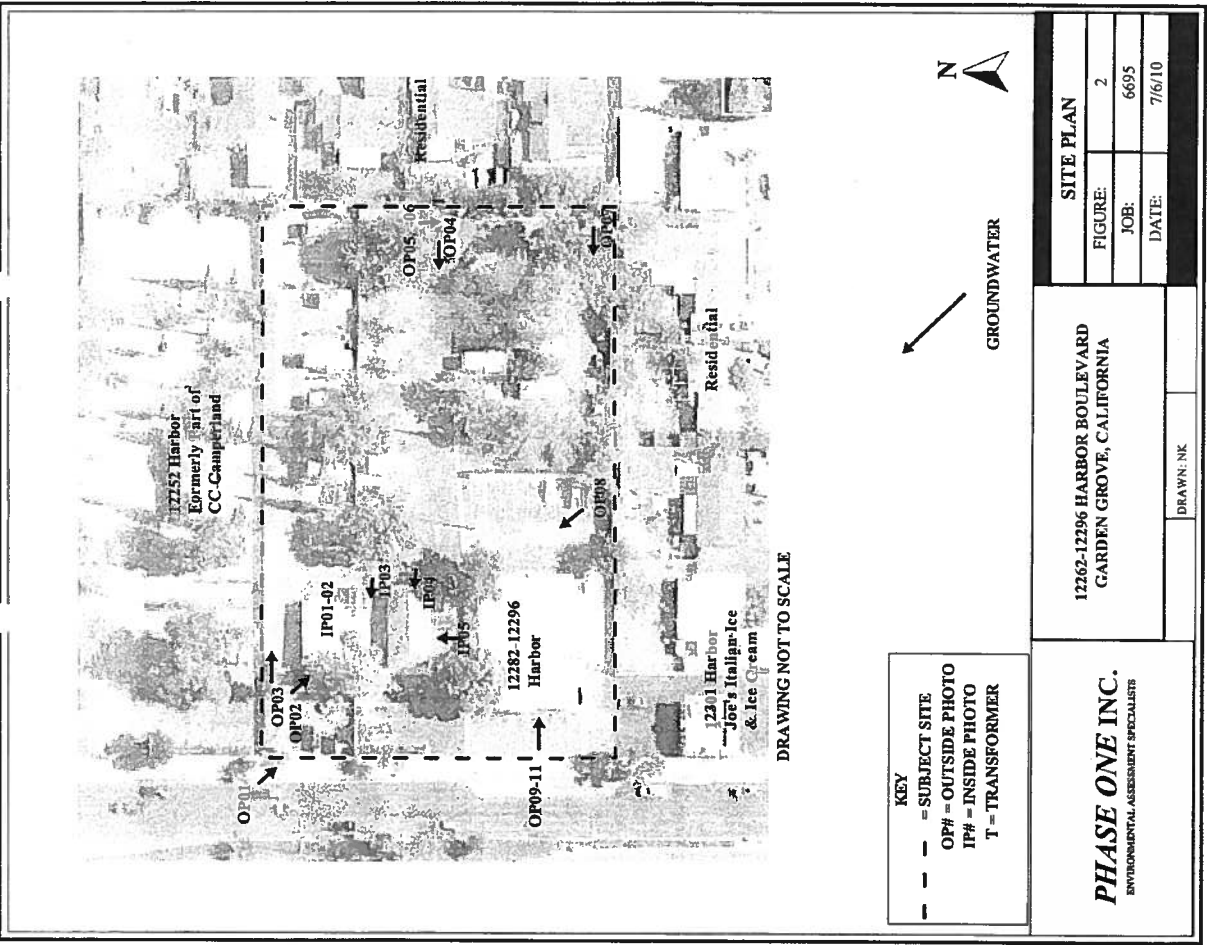 12252 Harbor
Formerly Part of
CC Camperland
Residential
OP01
OP03
OP02
IP01-02
IP03
IP04
IP05
OP05-06
OP04
OP07
OP08
12282-12296
Harbor
OP09-11
Residential
12301 Harbor
Joe's Italian Ice
& Ice Cream
DRAWING NOT TO SCALE
N
GROUNDWATER
KEY
= SUBJECT SITE
OP# = OUTSIDE PHOTO
IP# = INSIDE PHOTO
T = TRANSFORMER
PHASE ONE INC.
ENVIRONMENTAL ASSESSMENT SPECIALISTS
12262-12296 HARBOR BOULEVARD
GARDEN GROVE, CALIFORNIA
DRAWN: NK
SITE PLAN
FIGURE: 2
JOB: 6695
DATE: 7/6/10